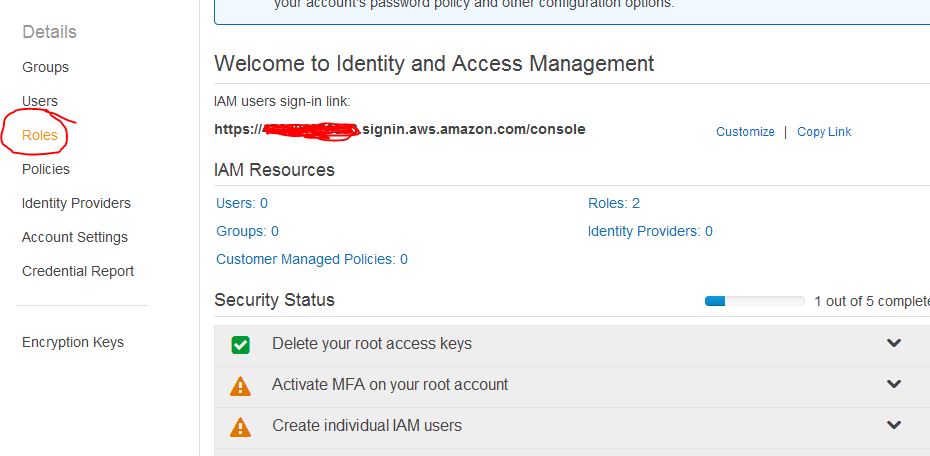 your account's password policy and other configuration options.
Details
Groups
Users
Roles
Policies
Identity Providers
Account Settings
Credential Report
Encryption Keys
Welcome to Identity and Access Management
IAM users sign-in link:
https:// .signin.aws.amazon.com/console
Customize | Copy Link
IAM Resources
Users: 0
Roles: 2
Groups: 0
Identity Providers: 0
Customer Managed Policies: 0
Security Status
1 out of 5 complete
Delete your root access keys
Activate MFA on your root account
Create individual IAM users